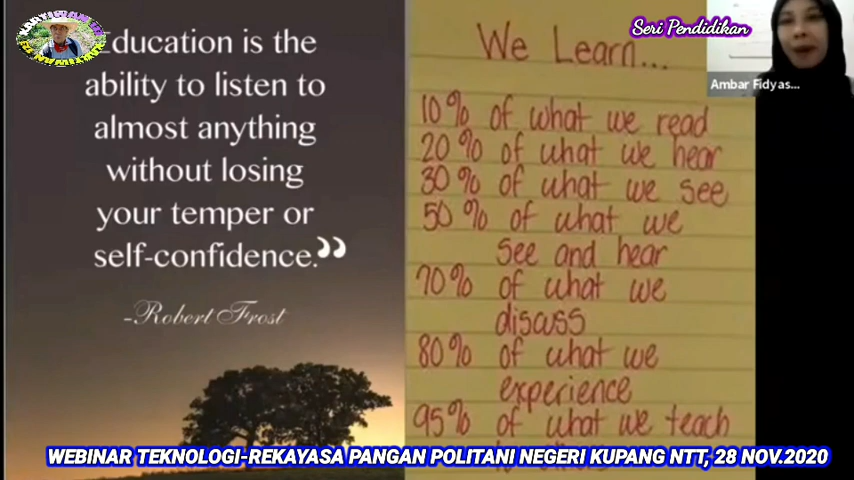 ducation is the
ability to listen to
almost anything
without losing
your temper or
self-confidence.”
-Robert Frost
We Learn...
10% of what we read
20% of what we hear
30% of what we see
50% of what we
see and hear
70% of what we
discuss
80% of what we
experience
95% of what we teach
Seri Pendidikan
Ambar Fidyas...
WEBINAR TEKNOLOGI-REKAYASA PANGAN POLITANI NEGERI KUPANG NTT, 28 NOV.2020